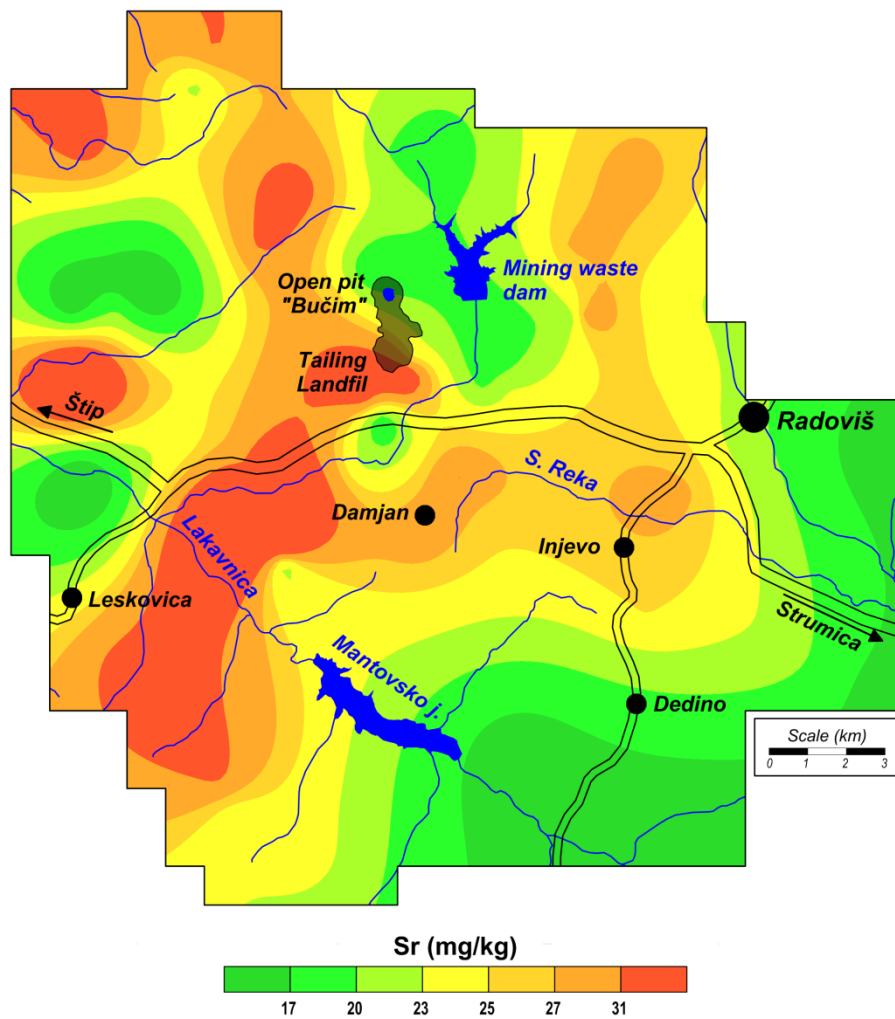 Open pit
"Bučim"
Mining waste
dam
Tailing
Landfil
Štip
Radoviš
S. Reka
Damjan
Lakavnica
Injevo
Leskovica
Strumica
Mantovsko j.
Dedino
Scale (km)
0 1 2 3
Sr (mg/kg)
17 20 23 25 27 31